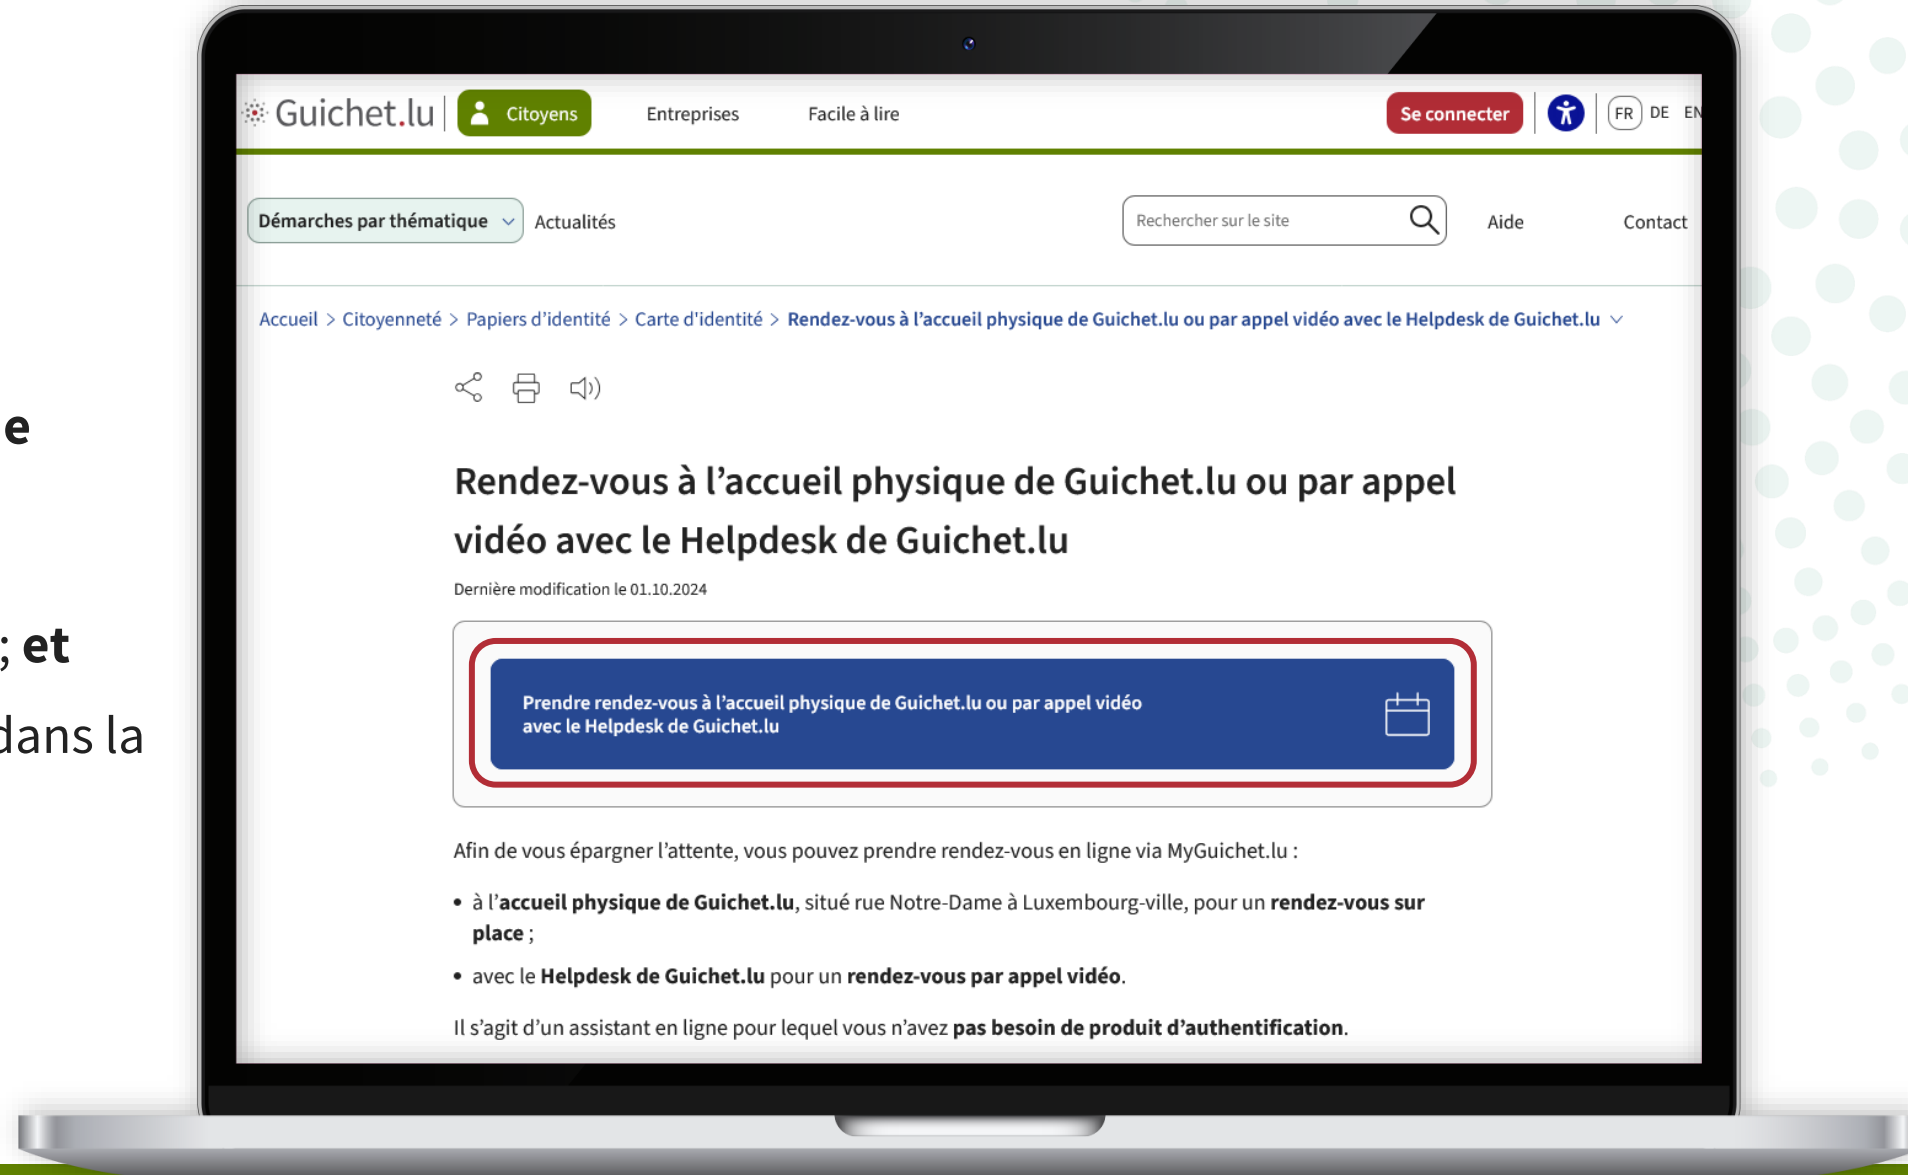 Guichet.lu Citoyens Entreprises Facile à lire Se connecter FR DE EN
Démarches par thématique Actualités Rechercher sur le site Aide Contact
Accueil > Citoyenneté > Papiers d'identité > Carte d'identité > Rendez-vous à l'accueil physique de Guichet.lu ou par appel vidéo avec le Helpdesk de Guichet.lu
e
; et
dans la
Rendez-vous à l'accueil physique de Guichet.lu ou par appel
vidéo avec le Helpdesk de Guichet.lu
Dernière modification le 01.10.2024
Prendre rendez-vous à l'accueil physique de Guichet.lu ou par appel vidéo
avec le Helpdesk de Guichet.lu
Afin de vous épargner l'attente, vous pouvez prendre rendez-vous en ligne via MyGuichet.lu :
• à l'accueil physique de Guichet.lu, situé rue Notre-Dame à Luxembourg-ville, pour un rendez-vous sur
place ;
• avec le Helpdesk de Guichet.lu pour un rendez-vous par appel vidéo.
Il s'agit d'un assistant en ligne pour lequel vous n'avez pas besoin de produit d'authentification.